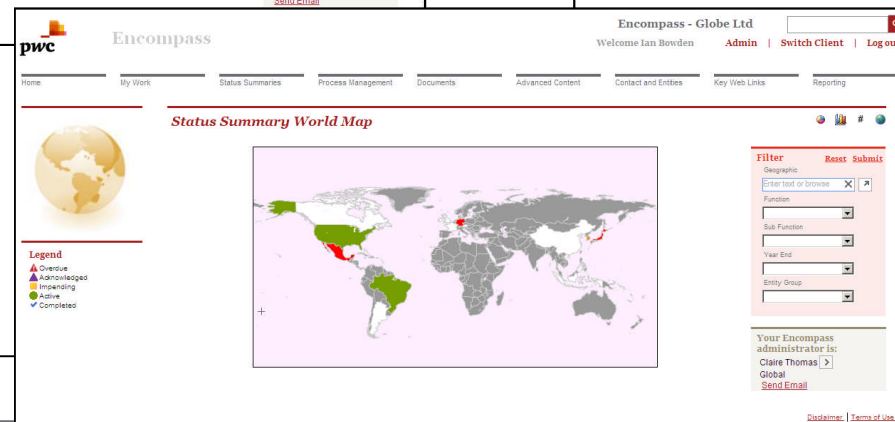 Send Email
pwc
Encompass
Encompass - Globe Ltd
Welcome Ian Bowden Admin | Switch Client | Log ou
Home My Work Status Summaries Process Management Documents Advanced Content Contact and Entities Key Web Links Reporting
Status Summary World Map
#
Filter Reset Submit
Geographic
Enter text or browse
Function
Sub Function
Year End
Entity Group
Legend
Overdue
Acknowledged
Impending
Active
Completed
Your Encompass
administrator is:
Claire Thomas >
Global
Send Email
Disclaimer | Terms of Use